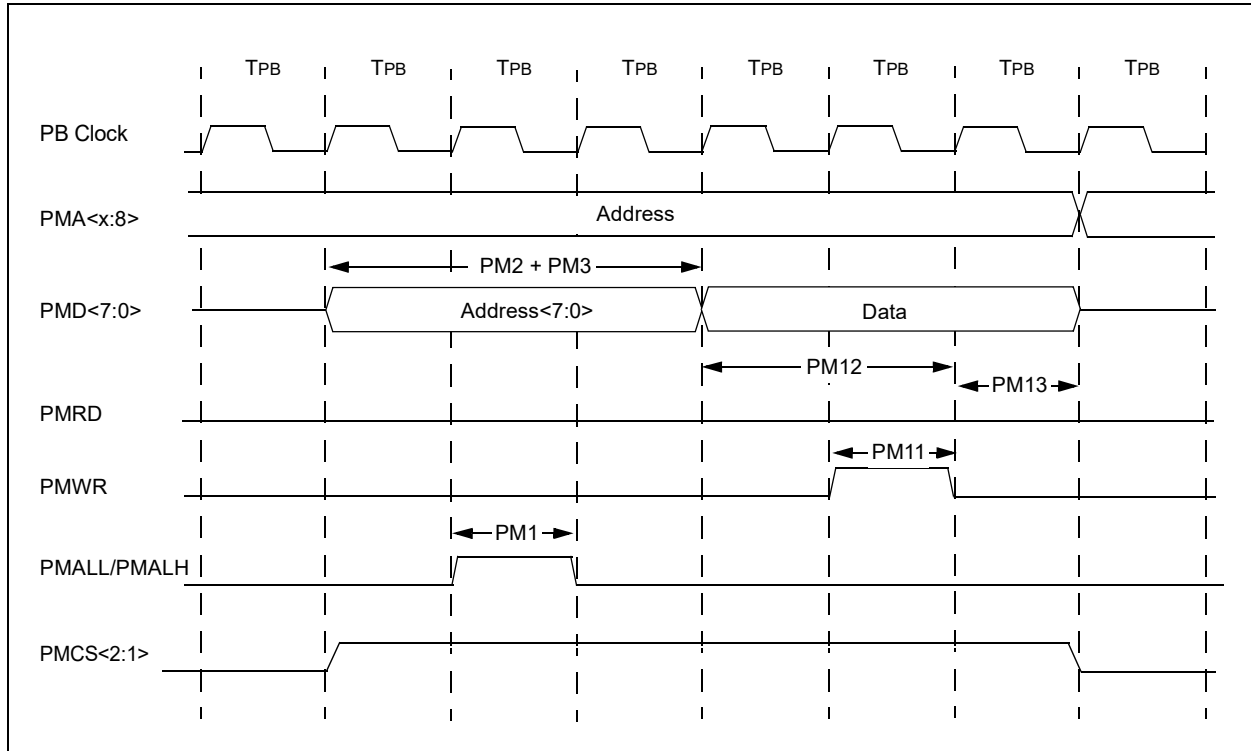 TPB TPB TPB TPB TPB TPB TPB TPB
PB Clock
PMA<x:8>
Address
PM2 + PM3
PMD<7:0>
Address<7:0>
Data
PM12
PM13
PMRD
PM11
PMWR
PM1
PMALL/PMALH
PMCS<2:1>